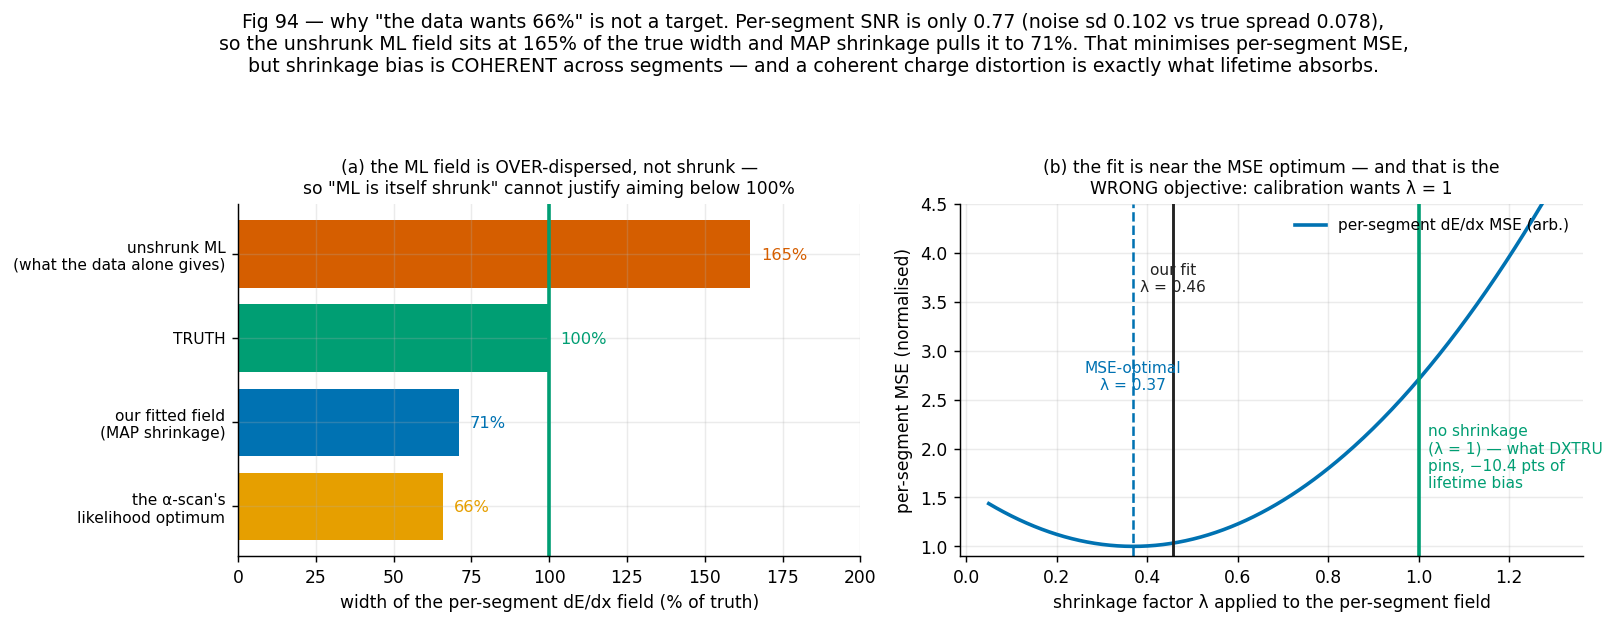 Fig 94 — why "the data wants 66%" is not a target. Per-segment SNR is only 0.77 (noise sd 0.102 vs true spread 0.078),
so the unshrunk ML field sits at 165% of the true width and MAP shrinkage pulls it to 71%. That minimises per-segment MSE,
but shrinkage bias is COHERENT across segments — and a coherent charge distortion is exactly what lifetime absorbs.
(a) the ML field is OVER-dispersed, not shrunk —
so "ML is itself shrunk" cannot justify aiming below 100%
unshrunk ML
(what the data alone gives)
165%
TRUTH
100%
our fitted field
(MAP shrinkage)
71%
the α-scan's
likelihood optimum
66%
0 25 50 75 100 125 150 175 200
width of the per-segment dE/dx field (% of truth)
(b) the fit is near the MSE optimum — and that is the
WRONG objective: calibration wants λ = 1
per-segment MSE (normalised)
4.5
4.0
3.5
3.0
2.5
2.0
1.5
1.0
per-segment dE/dx MSE (arb.)
our fit
λ = 0.46
MSE-optimal
λ = 0.37
no shrinkage
(λ = 1) — what DXTRU
pins, −10.4 pts of
lifetime bias
0.0 0.2 0.4 0.6 0.8 1.0 1.2
shrinkage factor λ applied to the per-segment field